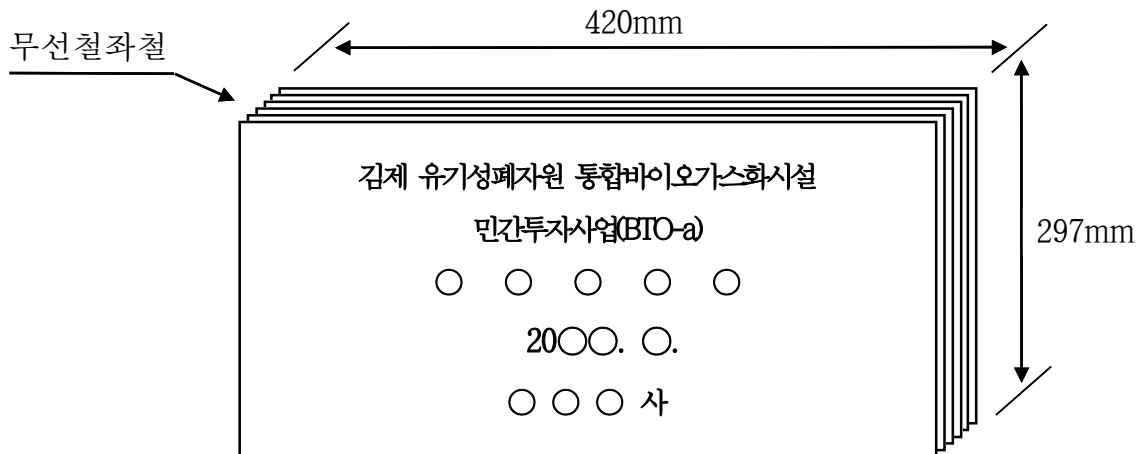 420mm
무선철좌철
김제 유기성폐자원 통합바이오가스화시설
민간투자사업(BTO-a)
297mm
○ ○ ○ ○ ○
20○○. ○.
○ ○ ○ 사